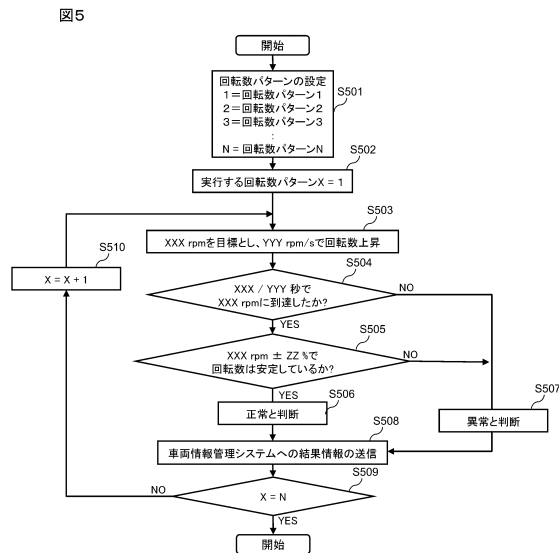 図5
開始
回転数パターンの設定
1＝回転数パターン1
2＝回転数パターン2
3＝回転数パターン3
：
N＝回転数パターンN
S501
S502
実行する回転数パターンX = 1
S503
XXX rpmを目標とし、YYY rpm/sで回転数上昇
S510
X = X + 1
S504
XXX / YYY 秒で
XXX rpmに到達したか?
NO
YES
S505
XXX rpm ± ZZ %で
回転数は安定しているか?
NO
YES
S506
正常と判断
S507
異常と判断
S508
車両情報管理システムへの結果情報の送信
S509
X = N
NO
YES
開始